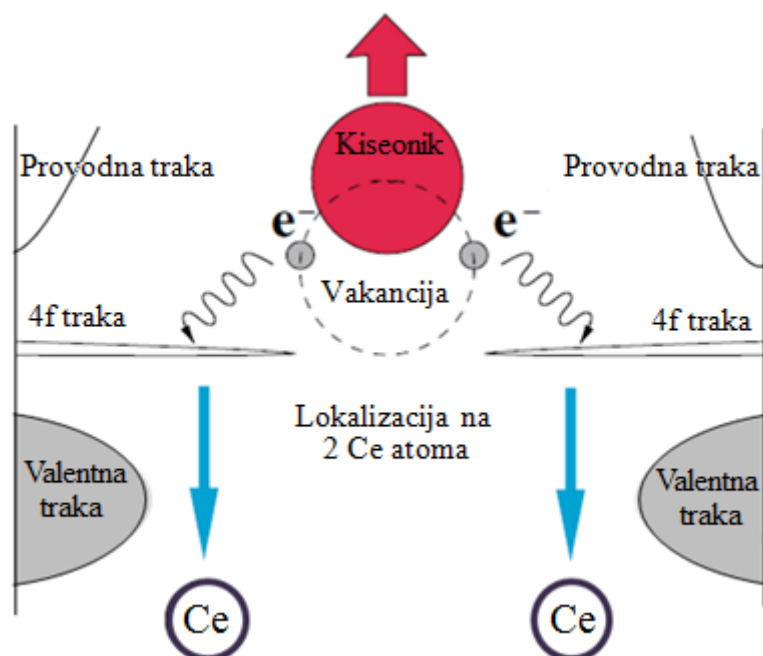 Kiseonik
Provodna traka
Provodna traka
e⁻
e⁻
Vakancija
4f traka
4f traka
Lokalizacija na
2 Ce atoma
Valentna
traka
Valentna
traka
Ce
Ce